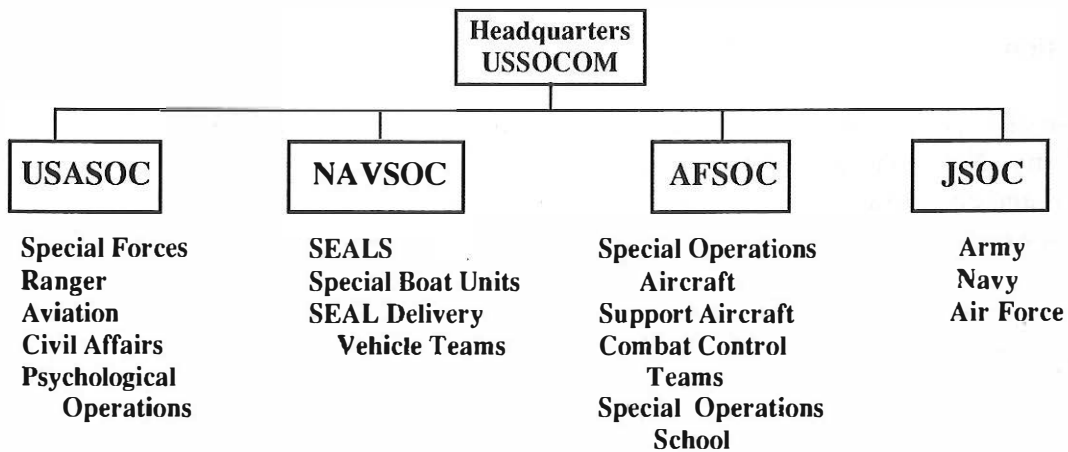 Headquarters
USSOCOM
USASOC
NAVSOC
AFSOC
JSOC
Special Forces
Ranger
Aviation
Civil Affairs
Psychological
Operations
SEALS
Special Boat Units
SEAL Delivery
Vehicle Teams
Special Operations
Aircraft
Support Aircraft
Combat Control
Teams
Special Operations
School
Army
Navy
Air Force